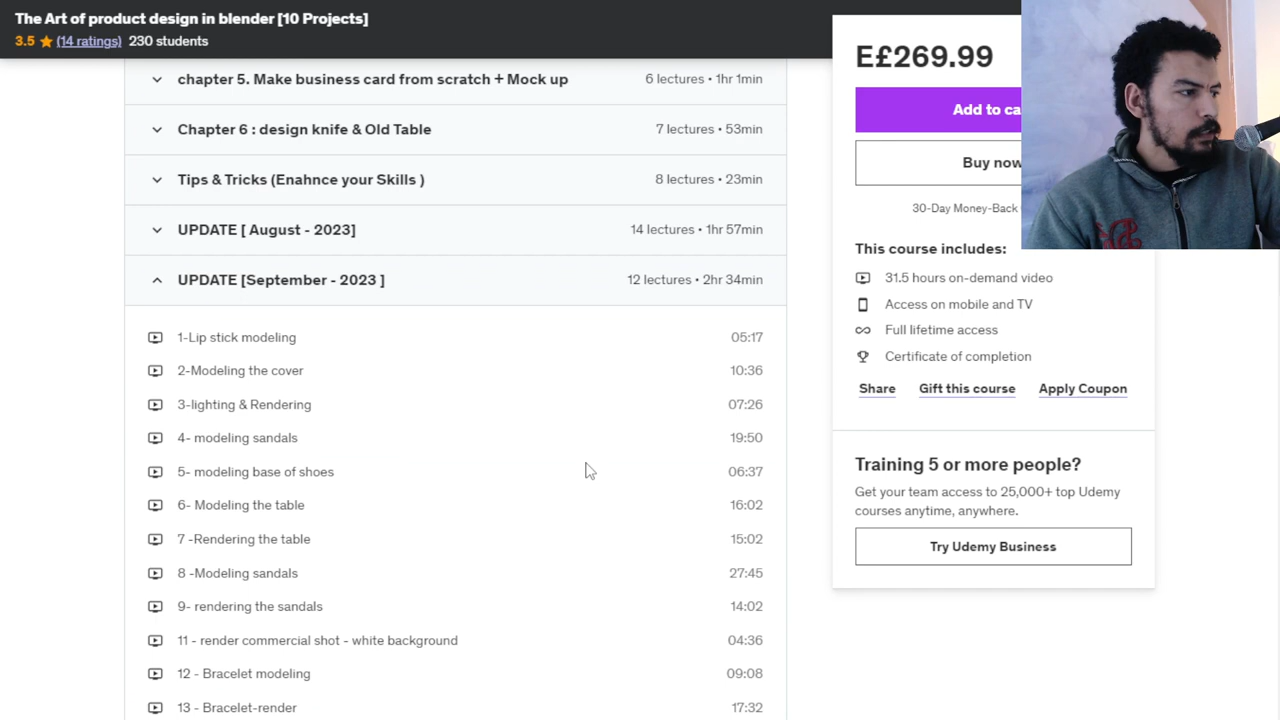 The Art of product design in blender [10 Projects]
3.5 (14 ratings) 230 students
chapter 5. Make business card from scratch + Mock up 6 lectures • 1hr 1min
Chapter 6 : design knife & Old Table 7 lectures • 53min
Tips & Tricks (Enahnce your Skills ) 8 lectures • 23min
UPDATE [ August - 2023] 14 lectures • 1hr 57min
UPDATE [September - 2023 ] 12 lectures • 2hr 34min
1-Lip stick modeling 05:17
2-Modeling the cover 10:36
3-lighting & Rendering 07:26
4- modeling sandals 19:50
5- modeling base of shoes 06:37
6- Modeling the table 16:02
7 -Rendering the table 15:02
8 -Modeling sandals 27:45
9- rendering the sandals 14:02
11 - render commercial shot - white background 04:36
12 - Bracelet modeling 09:08
13 - Bracelet-render 17:32
E£269.99
Add to ca
Buy now
30-Day Money-Back
This course includes:
31.5 hours on-demand video
Access on mobile and TV
Full lifetime access
Certificate of completion
Share Gift this course Apply Coupon
Training 5 or more people?
Get your team access to 25,000+ top Udemy
courses anytime, anywhere.
Try Udemy Business